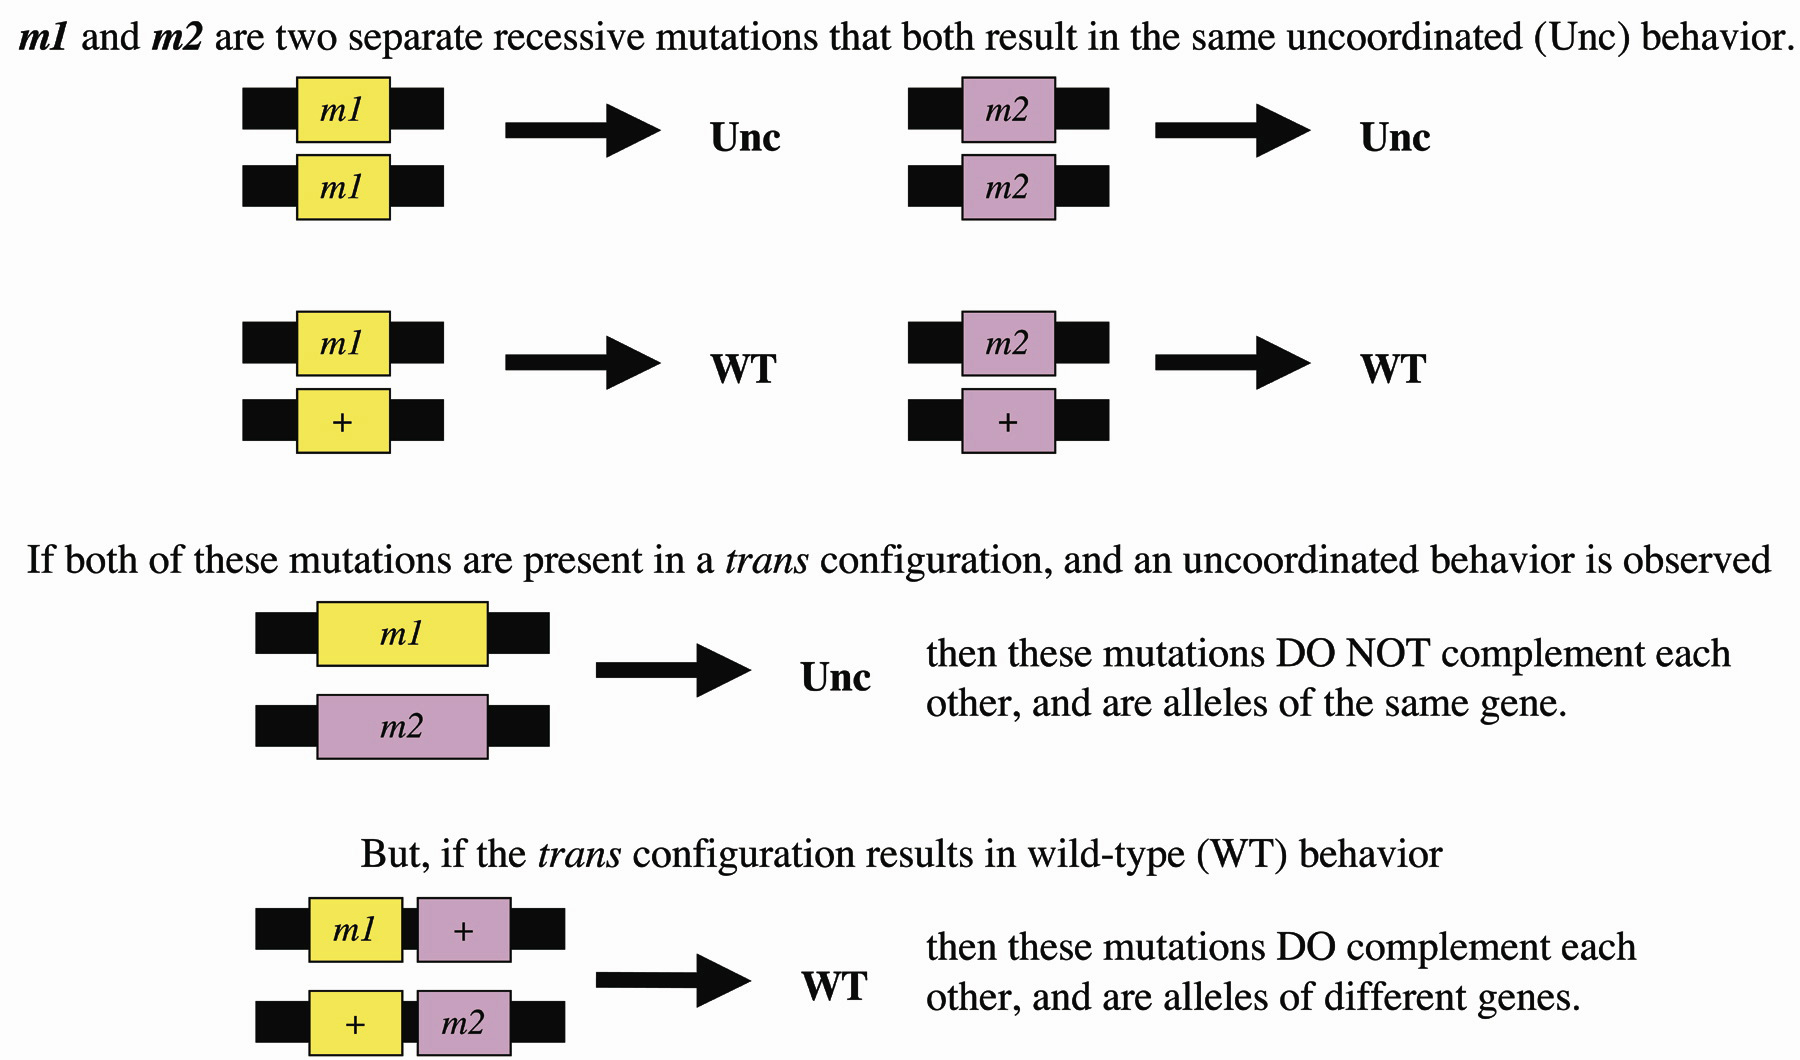 m1 and m2 are two separate recessive mutations that both result in the same uncoordinated (Unc) behavior.
m1
m1
Unc
m2
m2
Unc
m1
+
WT
m2
+
WT
If both of these mutations are present in a trans configuration, and an uncoordinated behavior is observed
m1
m2
Unc
then these mutations DO NOT complement each
other, and are alleles of the same gene.
But, if the trans configuration results in wild-type (WT) behavior
m1 +
+ m2
WT
then these mutations DO complement each
other, and are alleles of different genes.